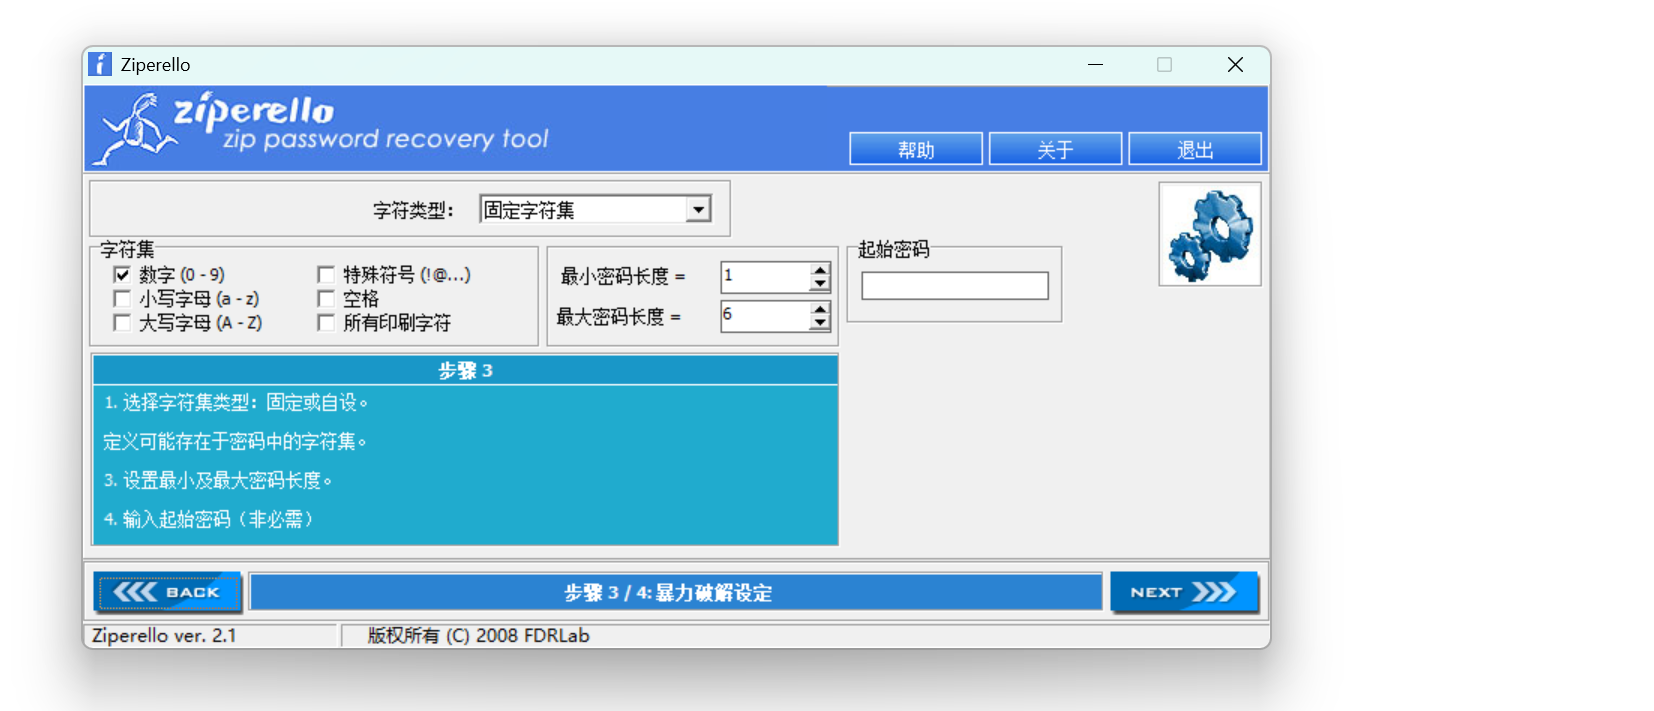 Ziperello
ziperello
zip password recovery tool
帮助 关于 退出
字符类型： 固定字符集
字符集
数字 (0 - 9) 特殊符号 (!@...)
小写字母 (a - z) 空格
大写字母 (A - Z) 所有印刷字符
最小密码长度 = 1
最大密码长度 = 6
起始密码
步骤 3
1. 选择字符集类型：固定或自设。
定义可能存在于密码中的字符集。
3. 设置最小及最大密码长度。
4. 输入起始密码（非必需）
BACK 步骤 3 / 4: 暴力破解设定 NEXT
Ziperello ver. 2.1 版权所有 (C) 2008 FDRLab